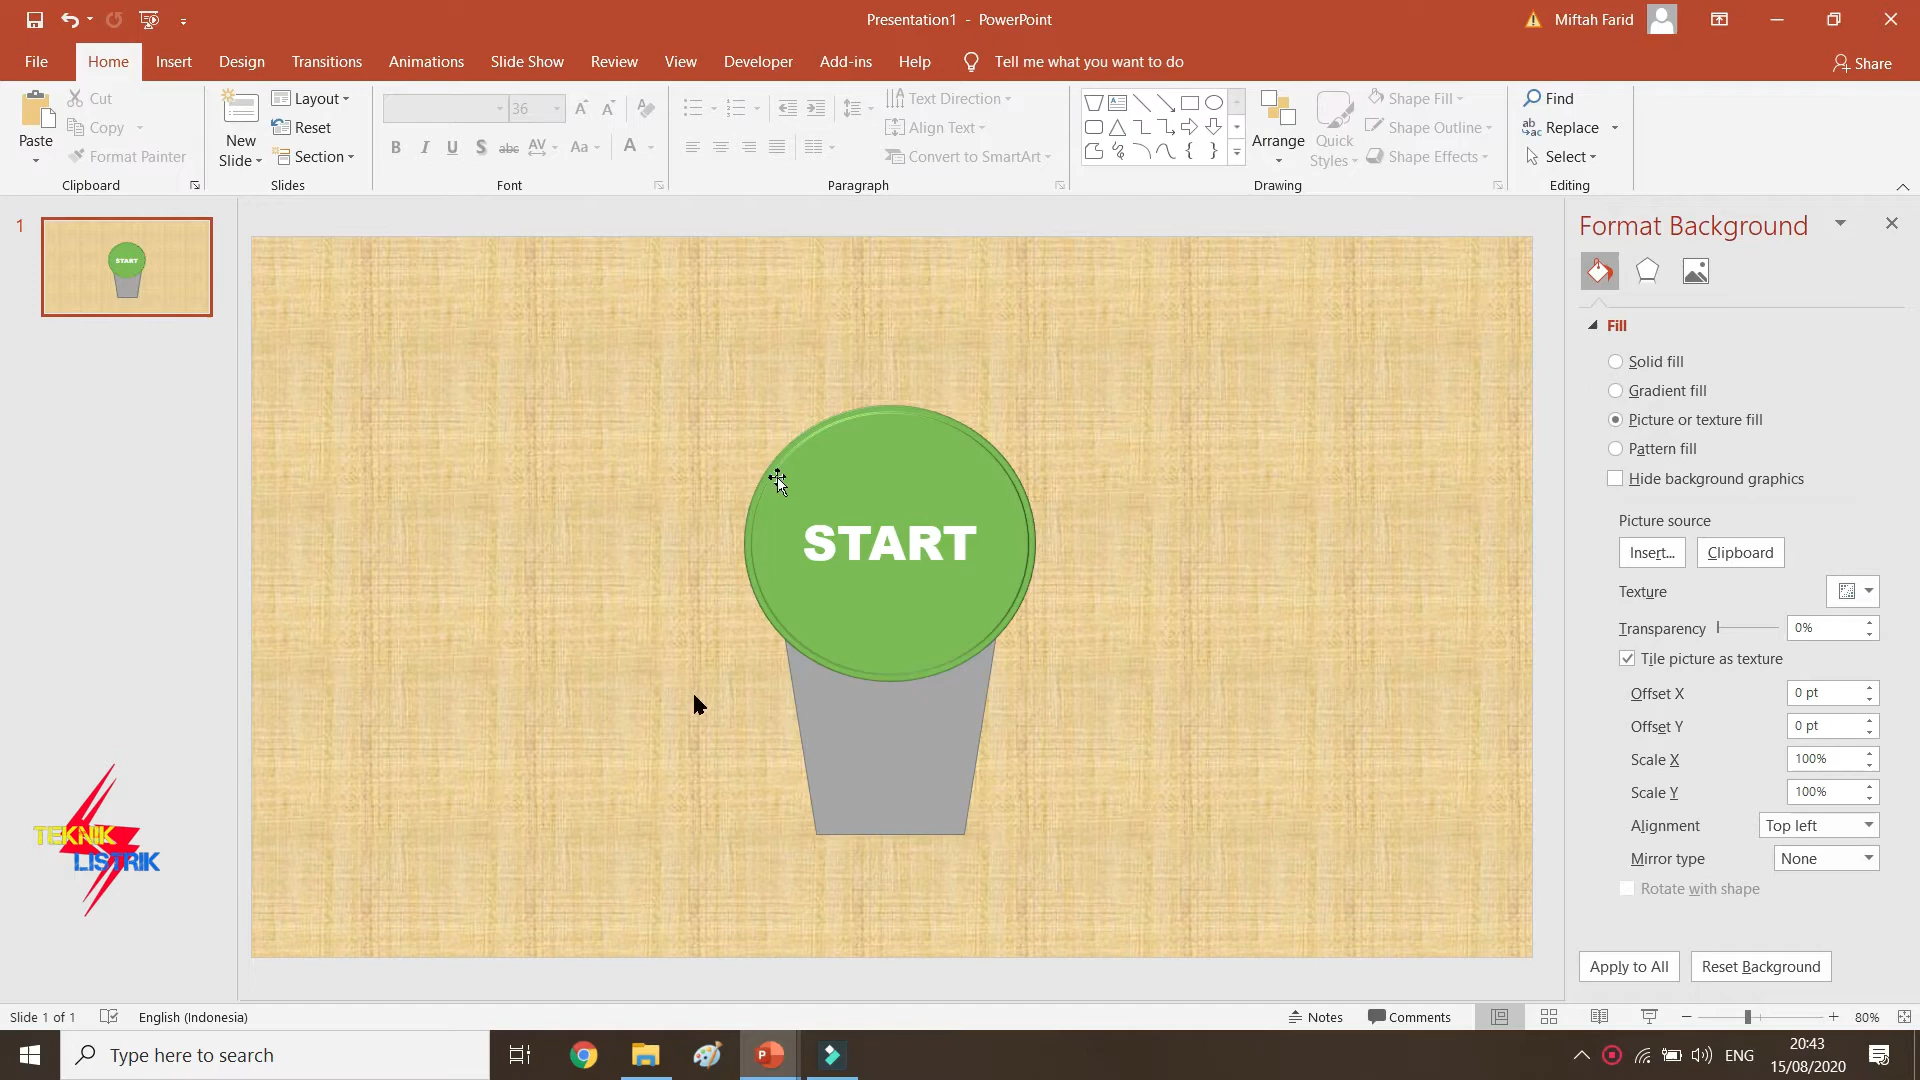 Presentation1 - PowerPoint
Miftah Farid
File Home Insert Design Transitions Animations Slide Show Review View Developer Add-ins Help Tell me what you want to do Share
Paste
Cut
Copy
Format Painter
Clipboard
New Slide
Layout
Reset
Section
Slides
36
B I U S abc AV Aa A
Font
Text Direction
Align Text
Convert to SmartArt
Paragraph
Arrange
Quick Styles
Shape Fill
Shape Outline
Shape Effects
Drawing
Find
Replace
Select
Editing
1
START
START
TEKNIK
LISTRIK
Format Background
Fill
Solid fill
Gradient fill
Picture or texture fill
Pattern fill
Hide background graphics
Picture source
Insert... Clipboard
Texture
Transparency 0%
Tile picture as texture
Offset X 0 pt
Offset Y 0 pt
Scale X 100%
Scale Y 100%
Alignment Top left
Mirror type None
Rotate with shape
Apply to All Reset Background
Slide 1 of 1 English (Indonesia) Notes Comments 80%
Type here to search
ENG
20:43
15/08/2020